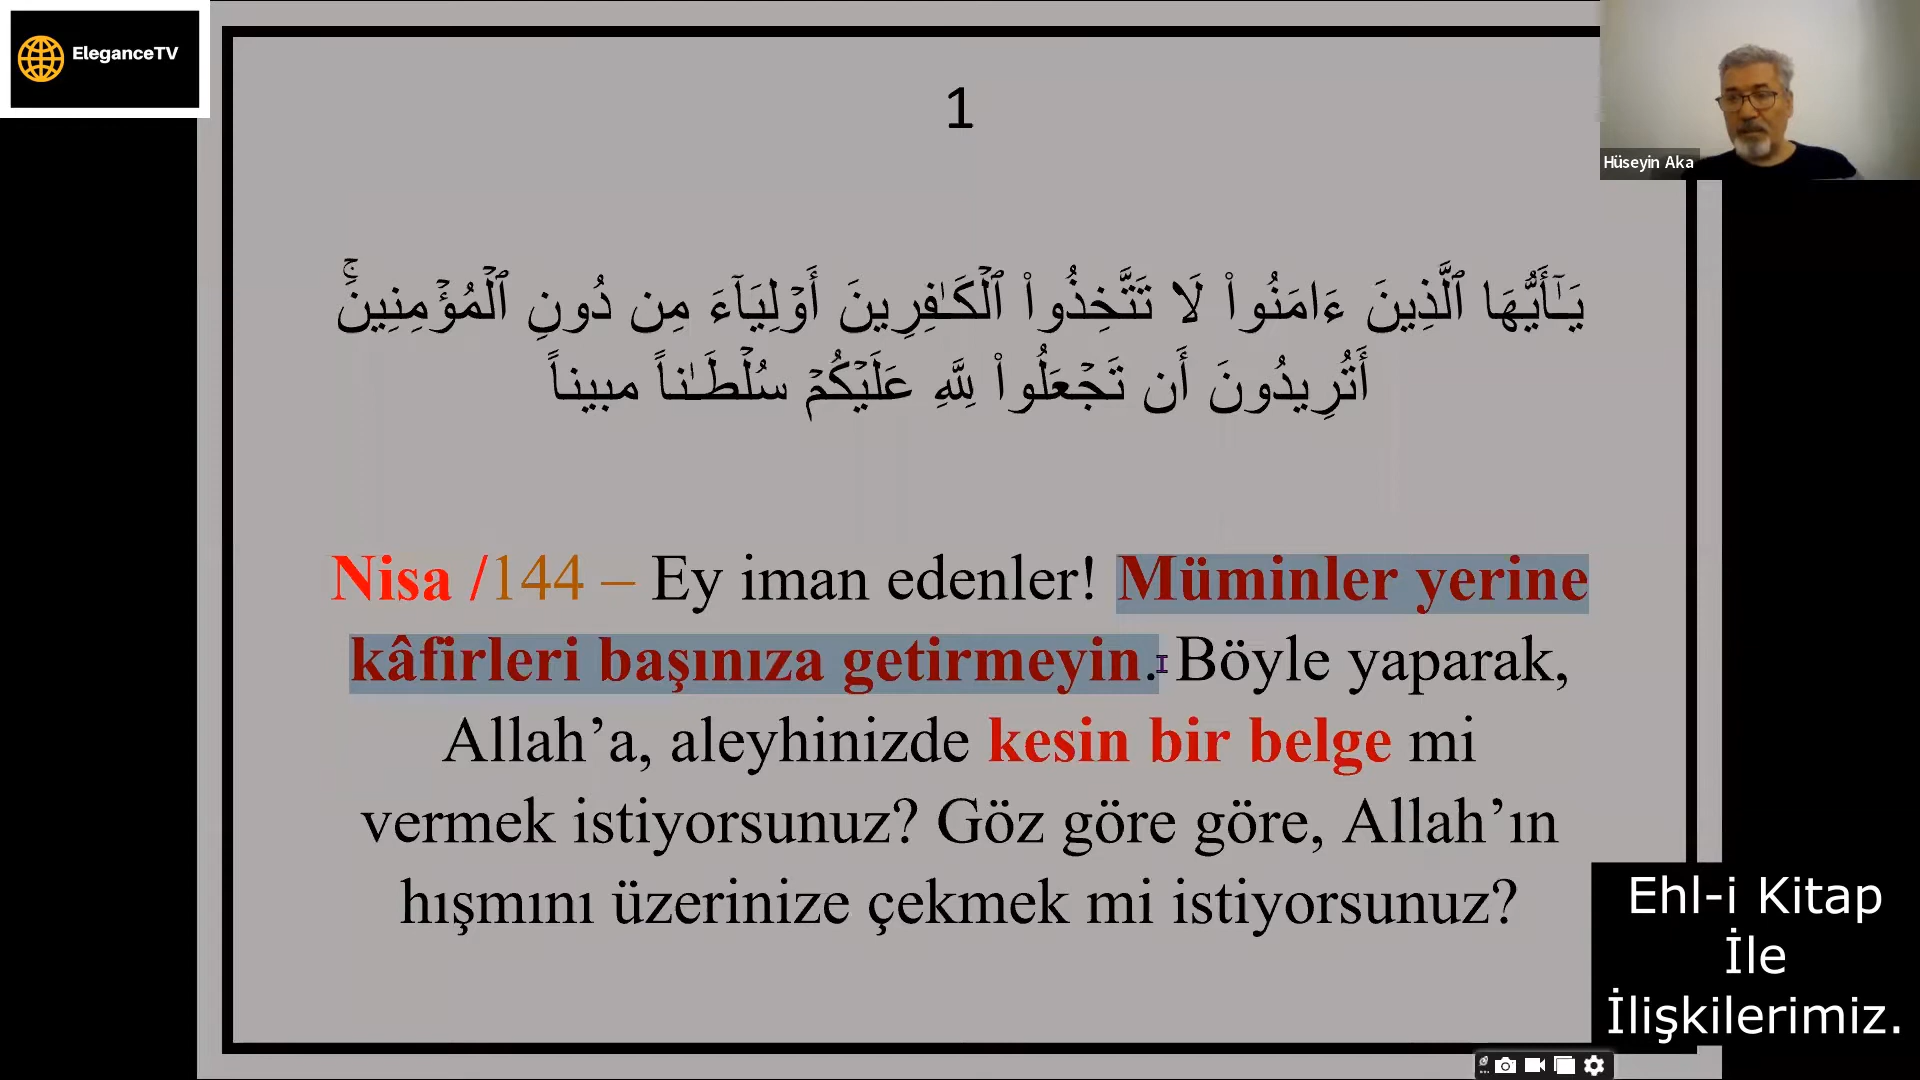 EleganceTV
1
Hüseyin Aka
يَـٰٓأَيُّهَا ٱلَّذِينَ ءَامَنُوا۟ لَا تَتَّخِذُوا۟ ٱلْكَـٰفِرِينَ أَوْلِيَآءَ مِن دُونِ ٱلْمُؤْمِنِينَ ۚ
أَتُرِيدُونَ أَن تَجْعَلُوا۟ لِلَّهِ عَلَيْكُمْ سُلْطَـٰناً مبيناً
Nisa /144 – Ey iman edenler! Müminler yerine
kâfirleri başınıza getirmeyin. Böyle yaparak,
Allah’a, aleyhinizde kesin bir belge mi
vermek istiyorsunuz? Göz göre göre, Allah’ın
hışmını üzerinize çekmek mi istiyorsunuz?
Ehl-i Kitap
İle
İlişkilerimiz.